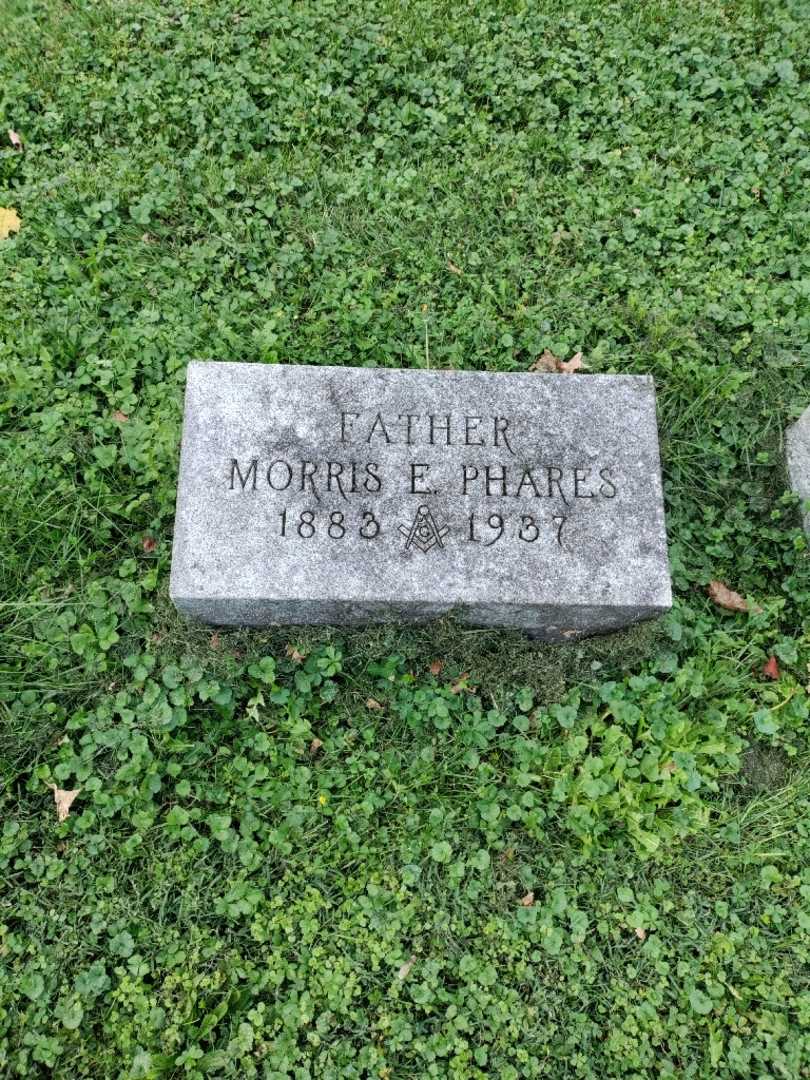 FATHER
MORRIS E. PHARES
1883 G 1937